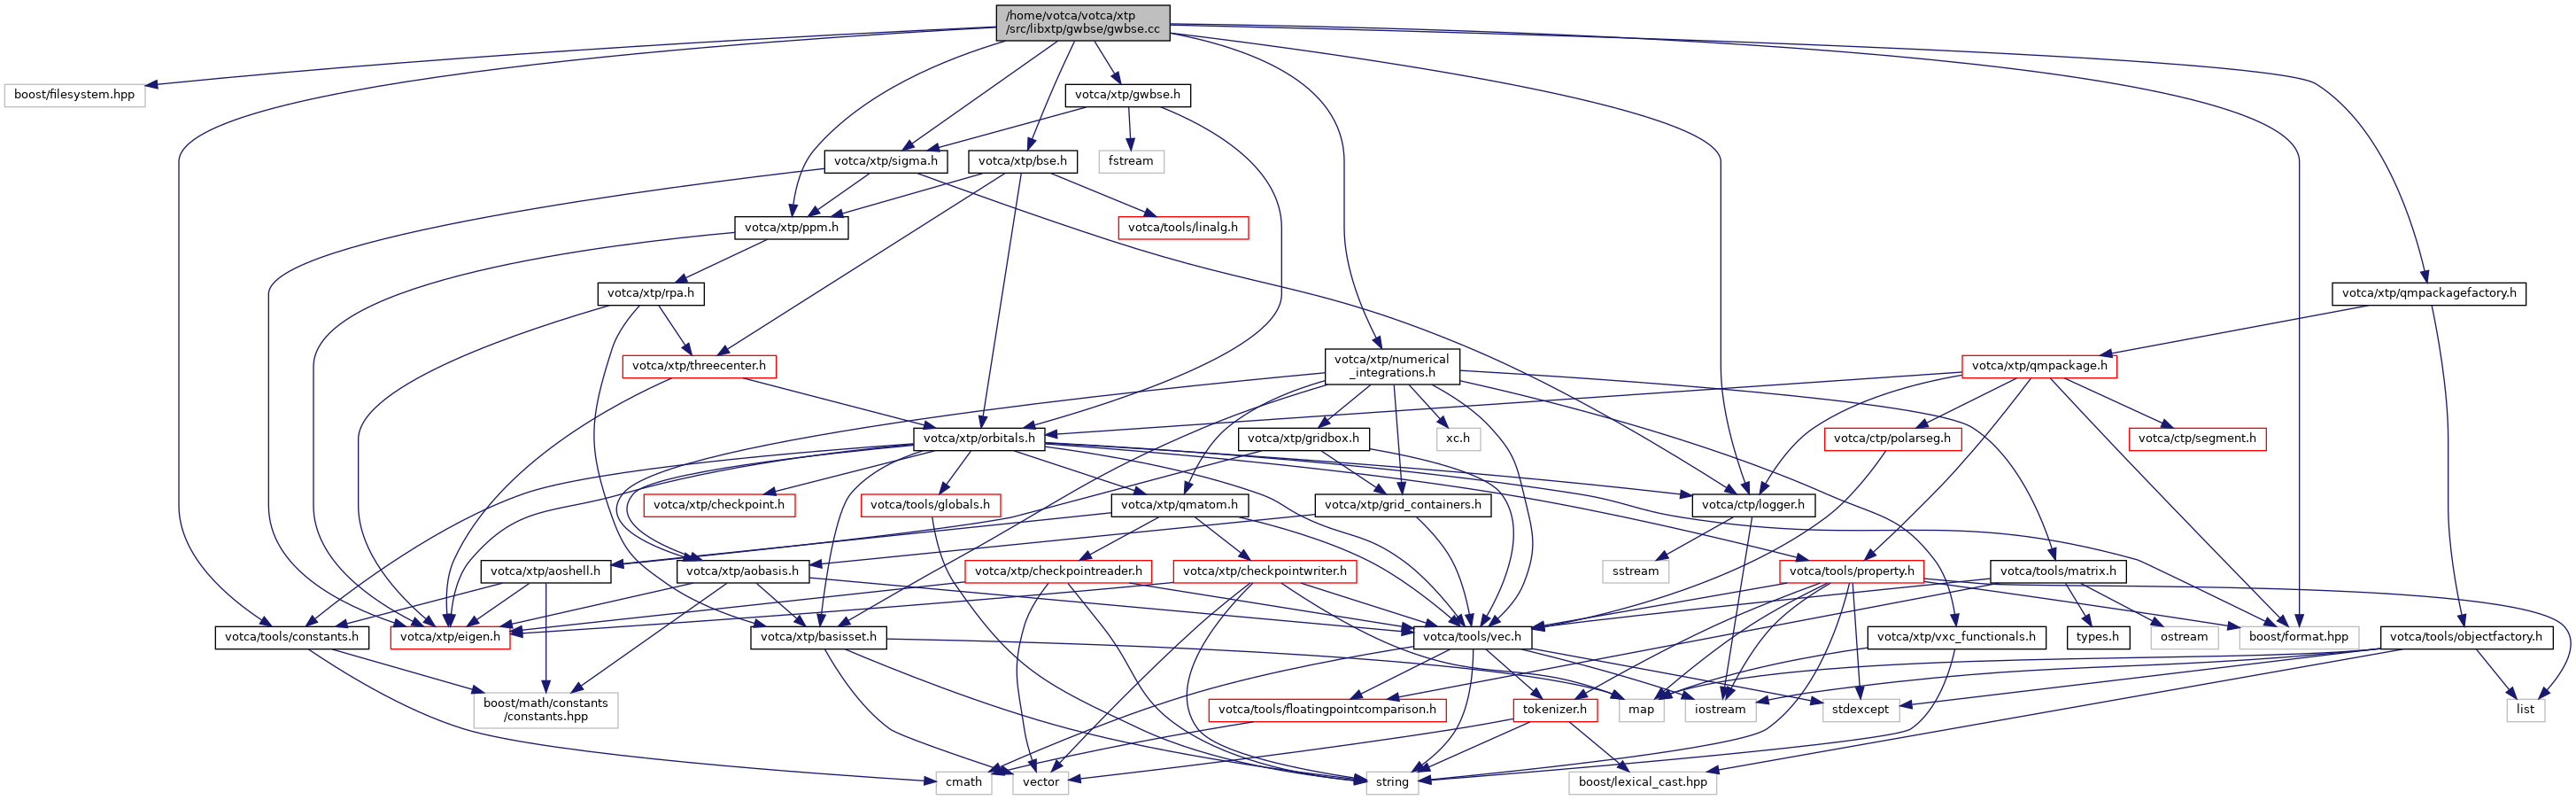 /home/votca/votca/xtp
/src/libxtp/gwbse/gwbse.cc
boost/filesystem.hpp
votca/xtp/gwbse.h
votca/xtp/sigma.h
votca/xtp/bse.h
fstream
votca/xtp/ppm.h
votca/tools/linalg.h
votca/xtp/rpa.h
votca/xtp/qmpackagefactory.h
votca/xtp/threecenter.h
votca/xtp/numerical
_integrations.h
votca/xtp/qmpackage.h
votca/xtp/orbitals.h
votca/xtp/gridbox.h
xc.h
votca/ctp/polarseg.h
votca/ctp/segment.h
votca/xtp/checkpoint.h
votca/tools/globals.h
votca/xtp/qmatom.h
votca/xtp/grid_containers.h
votca/ctp/logger.h
votca/xtp/aoshell.h
votca/xtp/aobasis.h
votca/xtp/checkpointreader.h
votca/xtp/checkpointwriter.h
sstream
votca/tools/property.h
votca/tools/matrix.h
votca/tools/constants.h
votca/xtp/eigen.h
votca/xtp/basisset.h
votca/tools/vec.h
votca/xtp/vxc_functionals.h
types.h
ostream
boost/format.hpp
votca/tools/objectfactory.h
boost/math/constants
/constants.hpp
votca/tools/floatingpointcomparison.h
tokenizer.h
map
iostream
stdexcept
list
cmath
vector
string
boost/lexical_cast.hpp